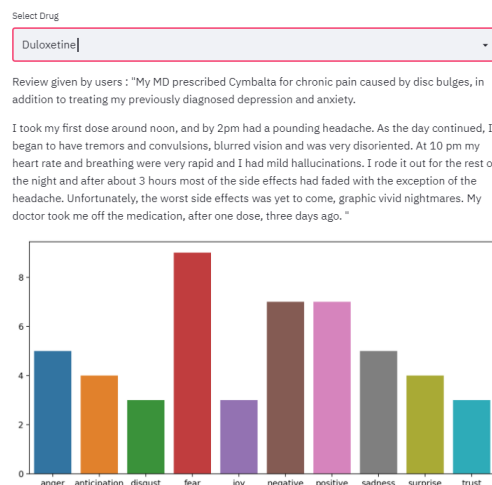 Select Drug
Duloxetine
Review given by users : "My MD prescribed Cymbalta for chronic pain caused by disc bulges, in
addition to treating my previously diagnosed depression and anxiety.
I took my first dose around noon, and by 2pm had a pounding headache. As the day continued, I
began to have tremors and convulsions, blurred vision and was very disoriented. At 10 pm my
heart rate and breathing were very rapid and I had mild hallucinations. I rode it out for the rest o
the night and after about 3 hours most of the side effects had faded with the exception of the
headache. Unfortunately, the worst side effects was yet to come, graphic vivid nightmares. My
doctor took me off the medication, after one dose, three days ago. "
8
6
4
2
0
anger anticipation disgust fear joy negative positive sadness surprise trust